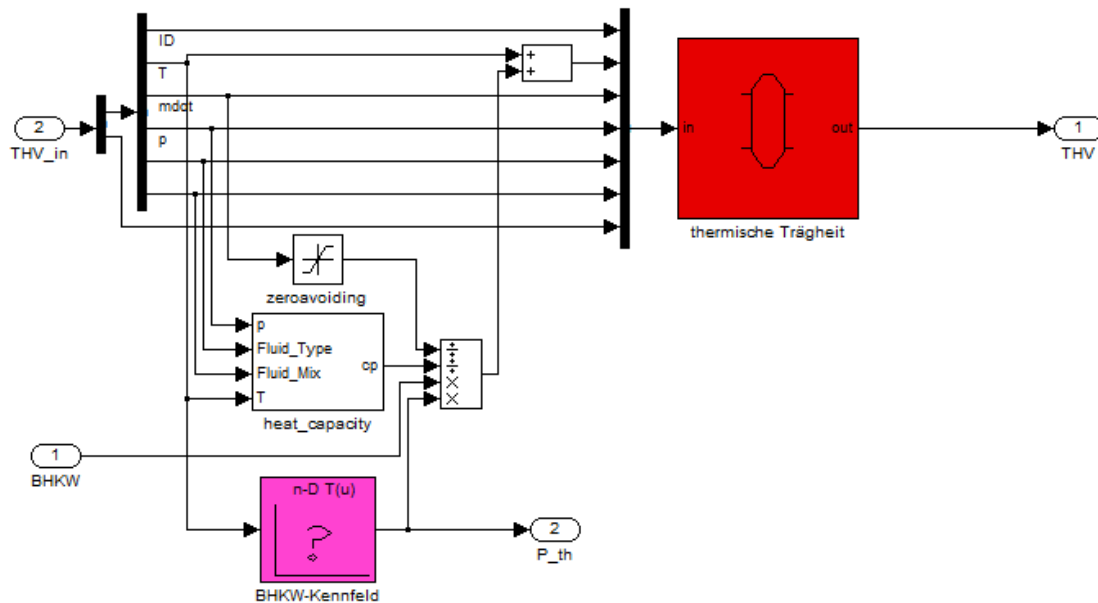 ID
T
mdot
p
2
THV_in
+
+
in
out
thermische Trägheit
1
THV
zeroavoiding
p
Fluid_Type
Fluid_Mix
T
cp
heat_capacity
÷
÷
×
×
1
BHKW
n-D T(u)
?
BHKW-Kennfeld
2
P_th